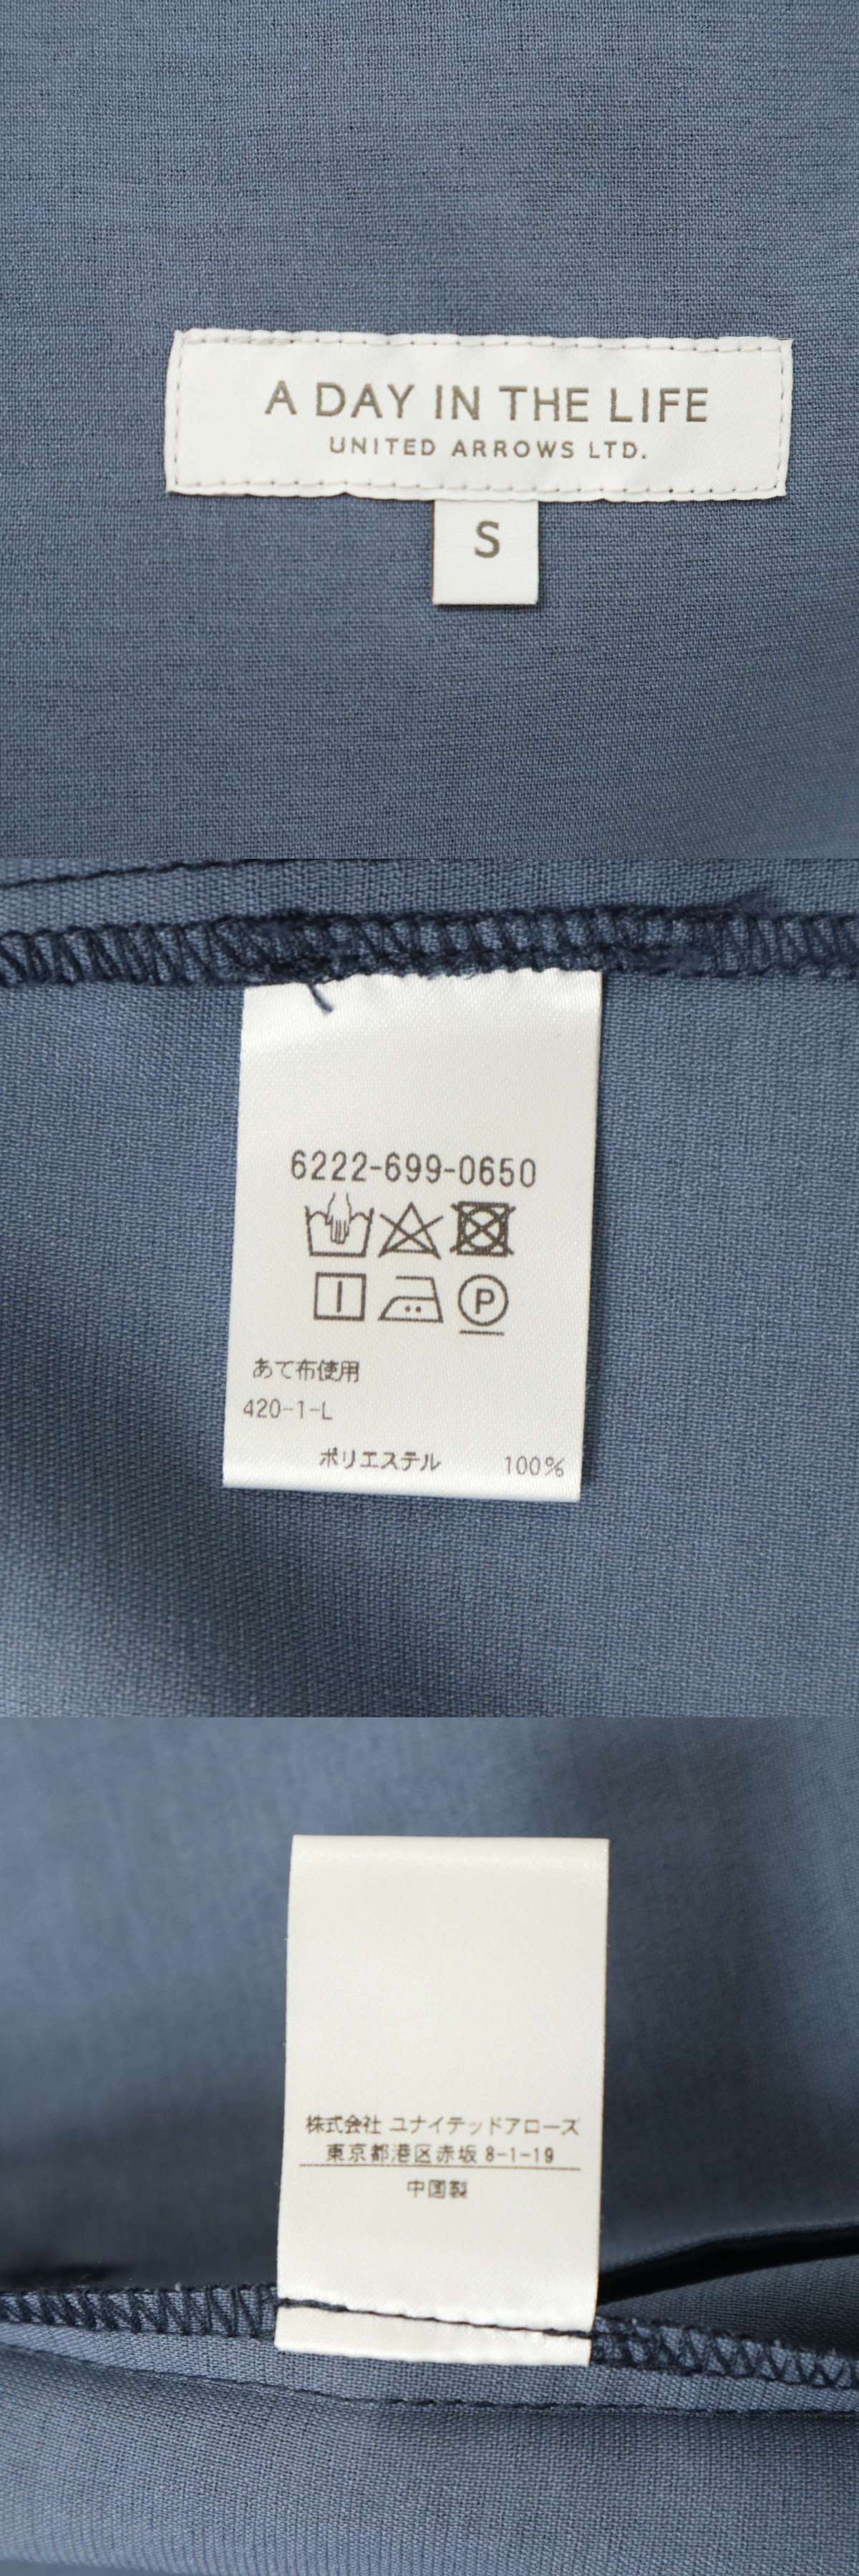 A DAY IN THE LIFE
UNITED ARROWS LTD.
S
6222-699-0650
P
あて布使用
420-1-L
ポリエステル 100%
株式会社 ユナイテッドアローズ
東京都港区赤坂 8-1-19
中国製